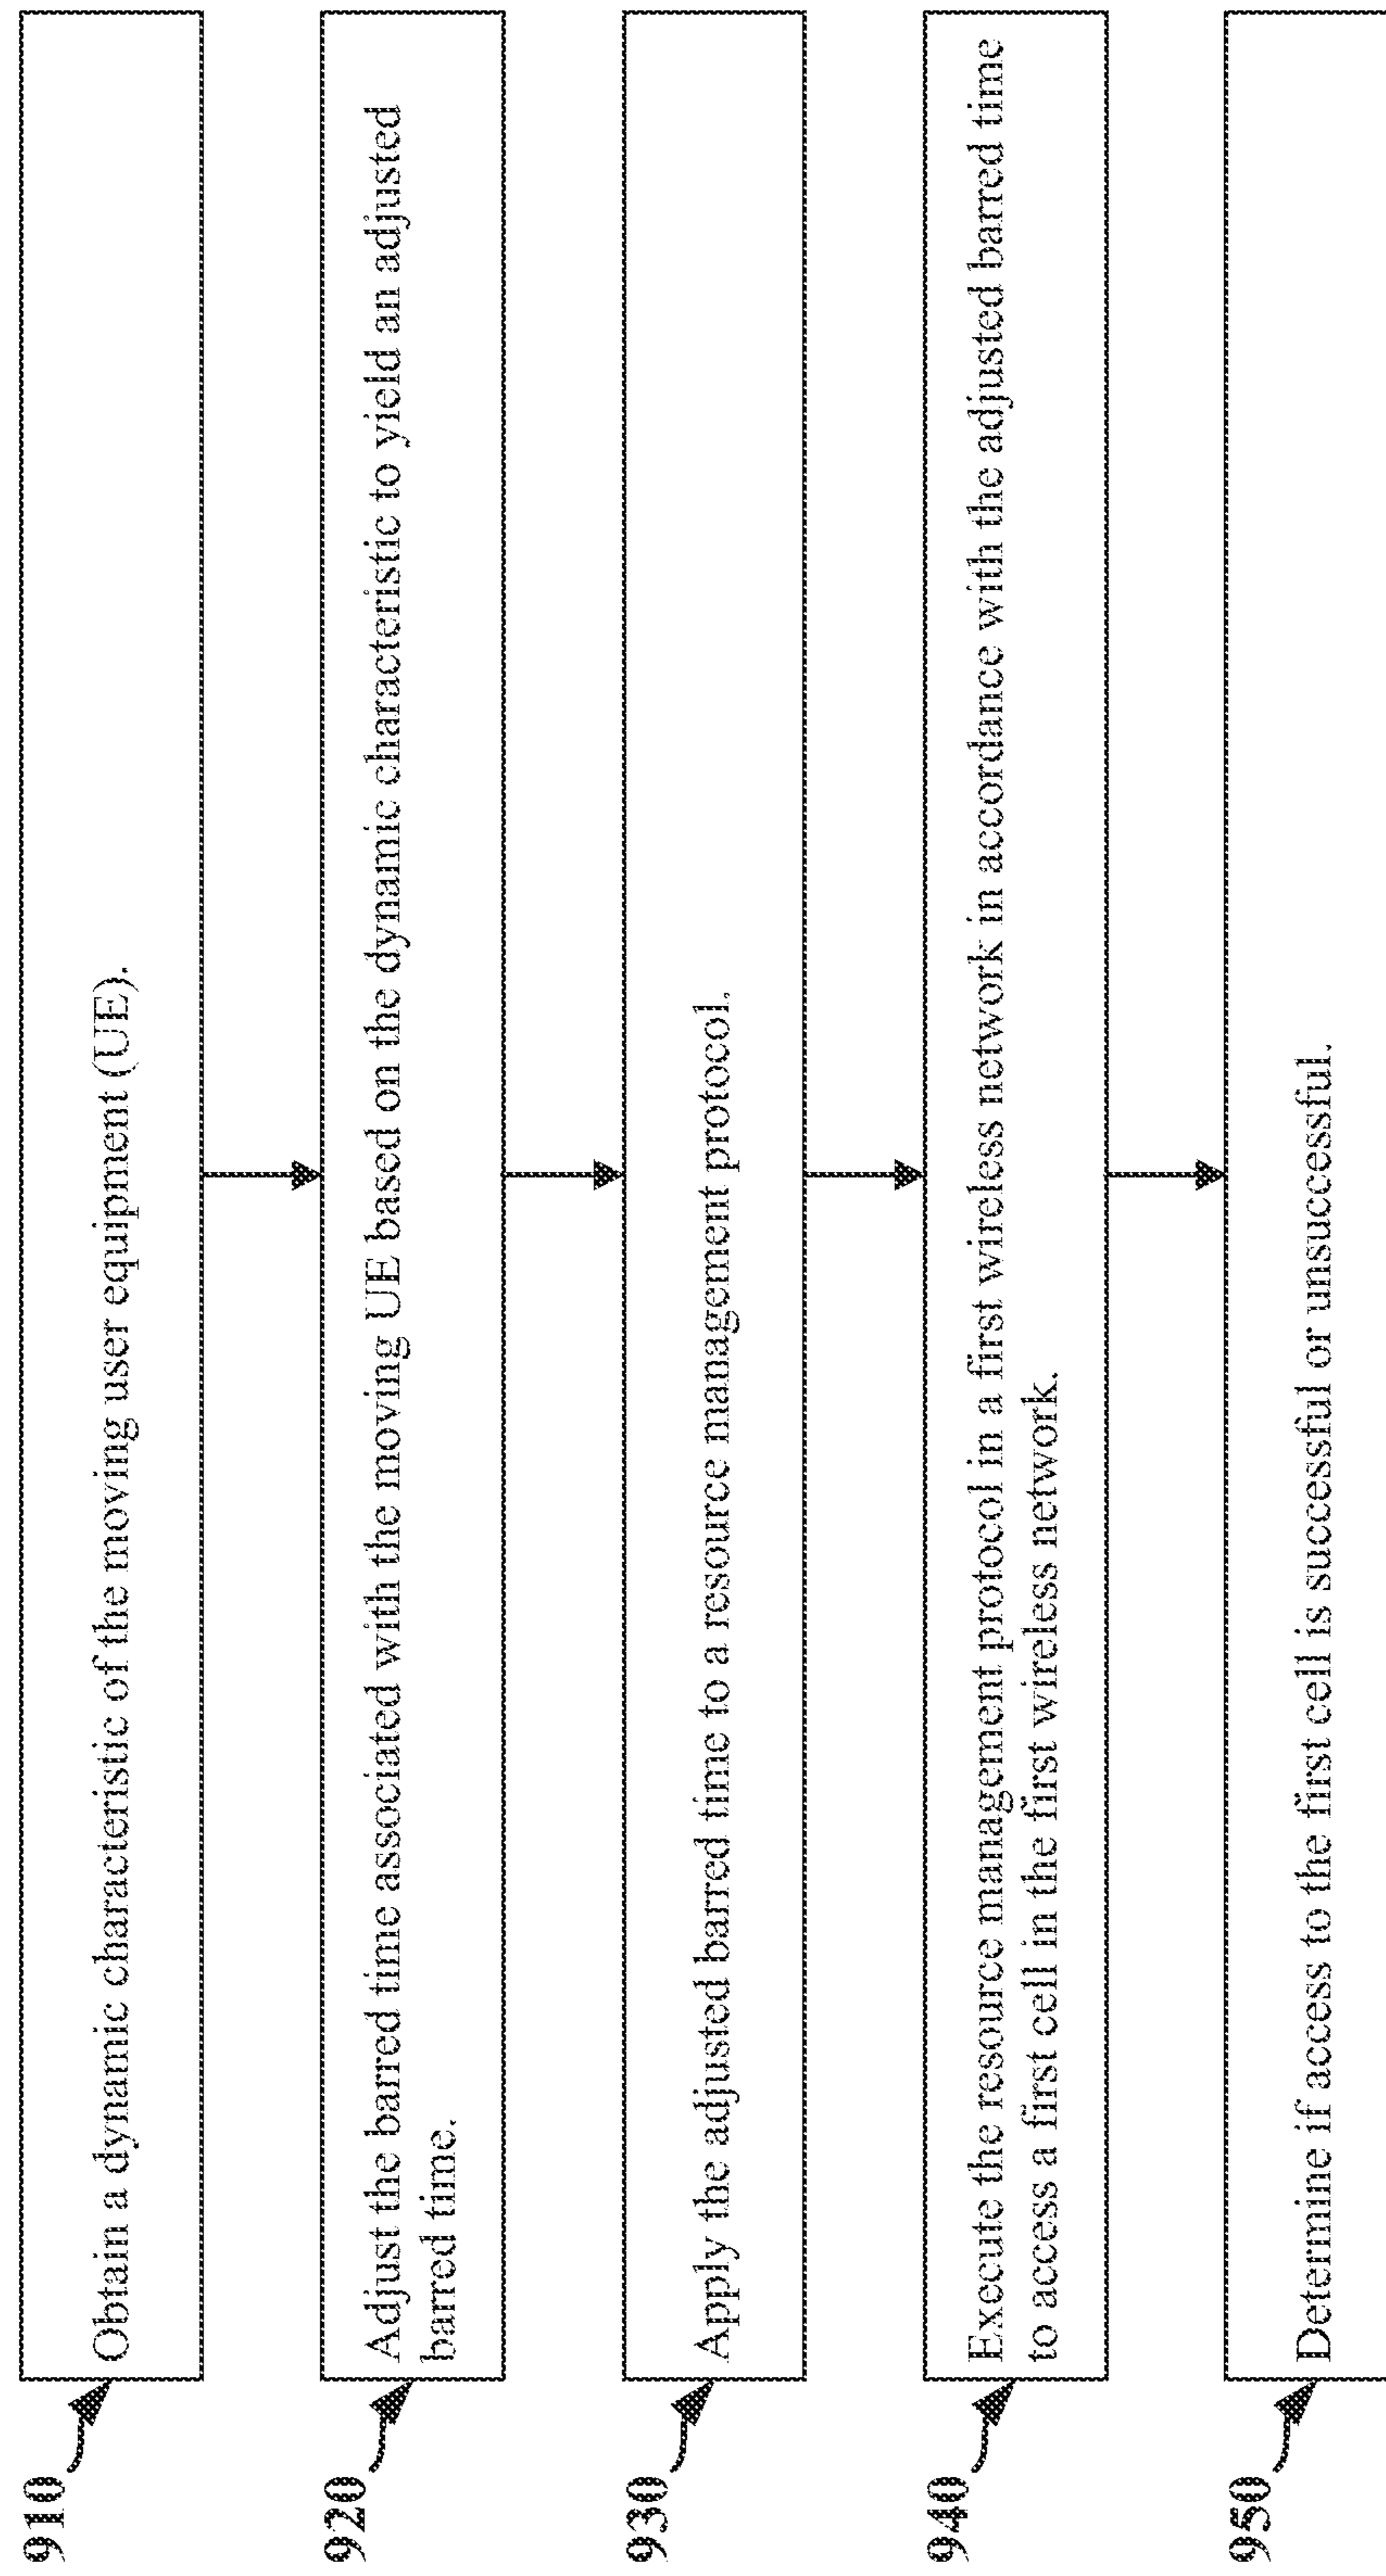 910
Obtain a dynamic characteristic of the moving user equipment (UE).
920
Adjust the barred time associated with the moving UE based on the dynamic characteristic to yield an adjusted
barred time.
930
Apply the adjusted barred time to a resource management protocol.
940
Execute the resource management protocol in a first wireless network in accordance with the adjusted barred time
to access a first cell in the first wireless network.
950
Determine if access to the first cell is successful or unsuccessful.